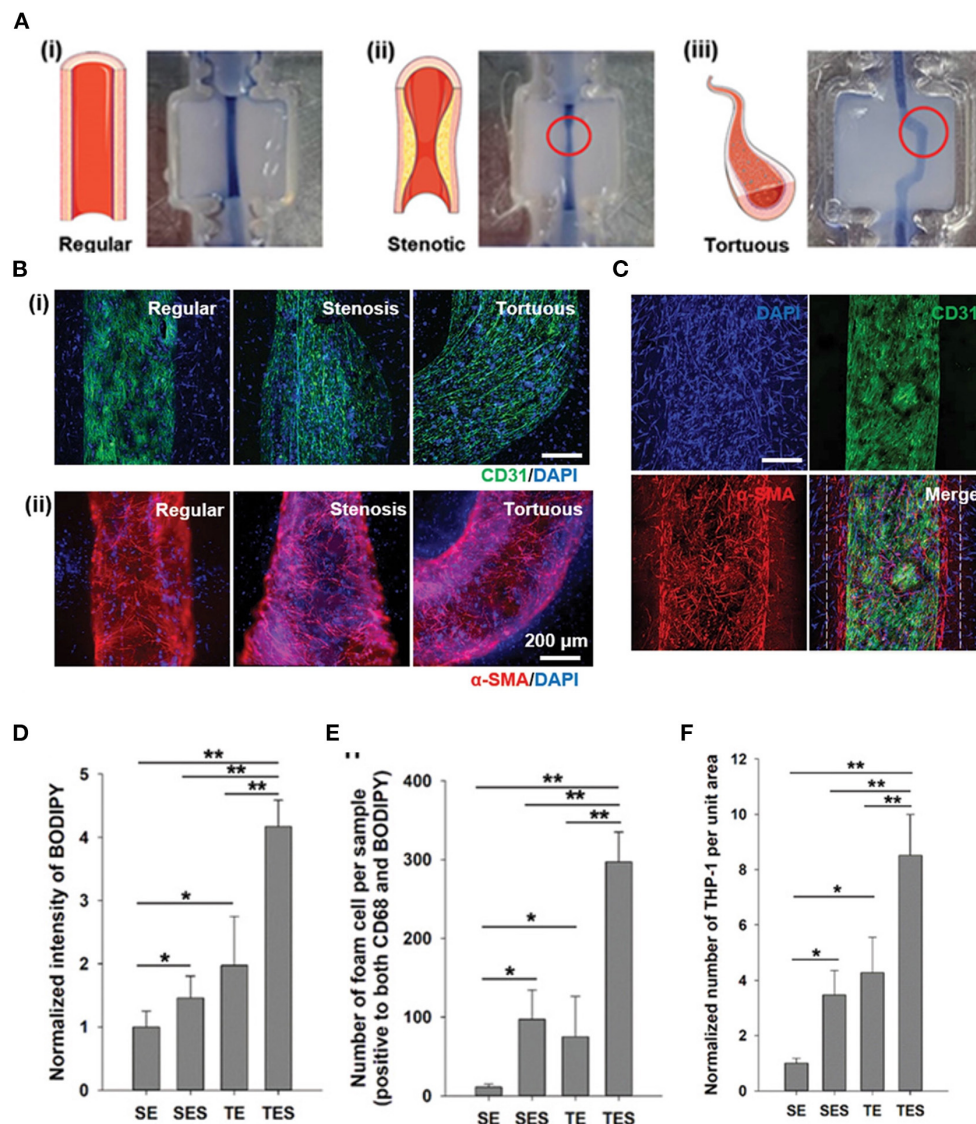 A
(i)
Regular
(ii)
Stenotic
(iii)
Tortuous
B
(i)
Regular
Stenosis
Tortuous
CD31/DAPI
(ii)
Regular
Stenosis
Tortuous
200 µm
α-SMA/DAPI
C
DAPI
CD31
α-SMA
Merge
D
Normalized intensity of BODIPY
5
4
3
2
1
0
**
**
**
*
*
SE SES TE TES
E
Number of foam cell per sample
(positive to both CD68 and BODIPY)
400
300
200
100
0
**
**
**
*
*
SE SES TE TES
F
Normalized number of THP-1 per unit area
12
10
8
6
4
2
0
**
**
**
*
*
SE SES TE TES